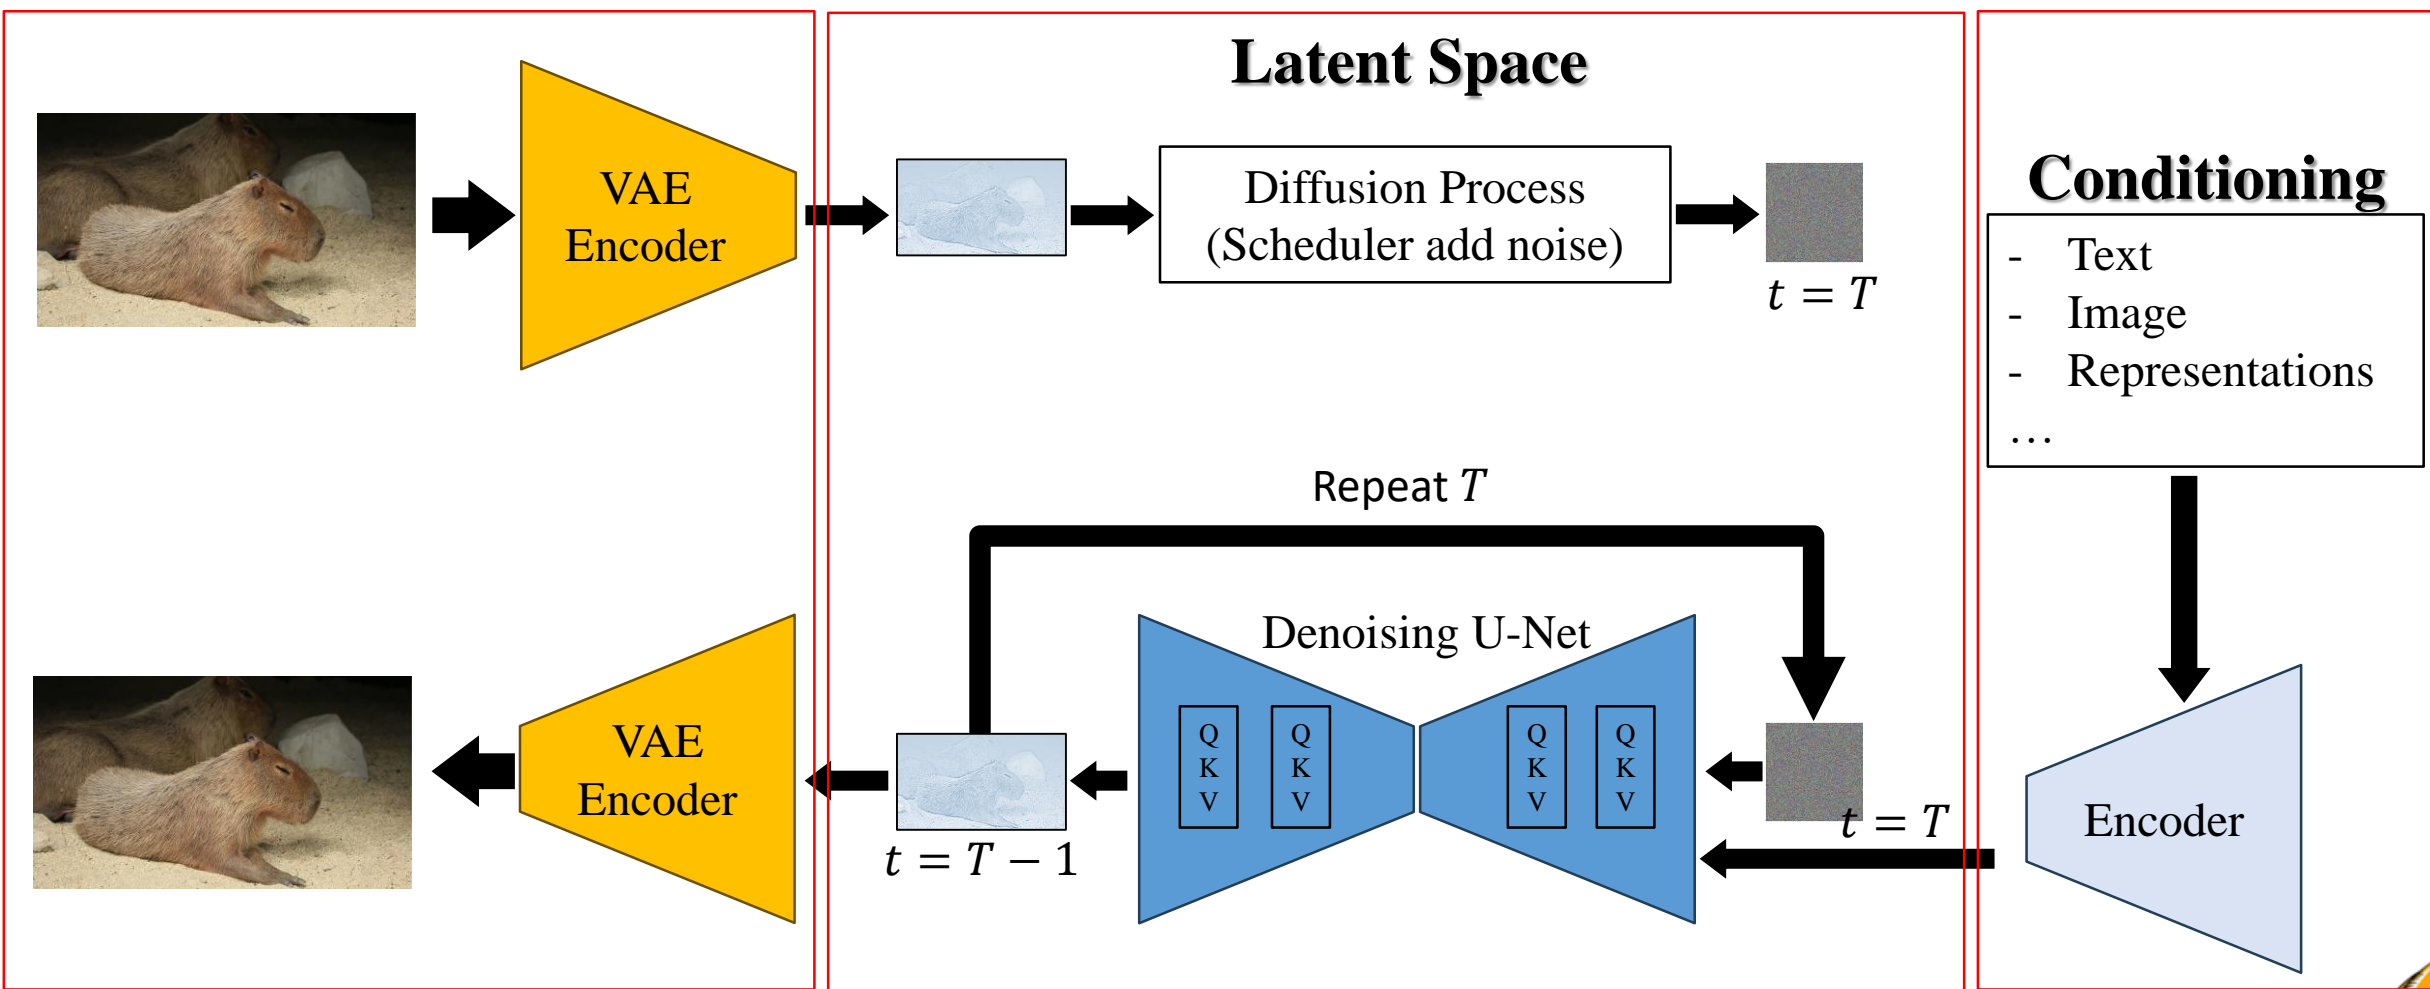 Latent Space
VAE
Encoder
Diffusion Process
(Scheduler add noise)
t = T
Conditioning
- Text
- Image
- Representations
…
Repeat T
Denoising U-Net
VAE
Encoder
t = T − 1
Q
K
V
Q
K
V
Q
K
V
Q
K
V
t = T
Encoder